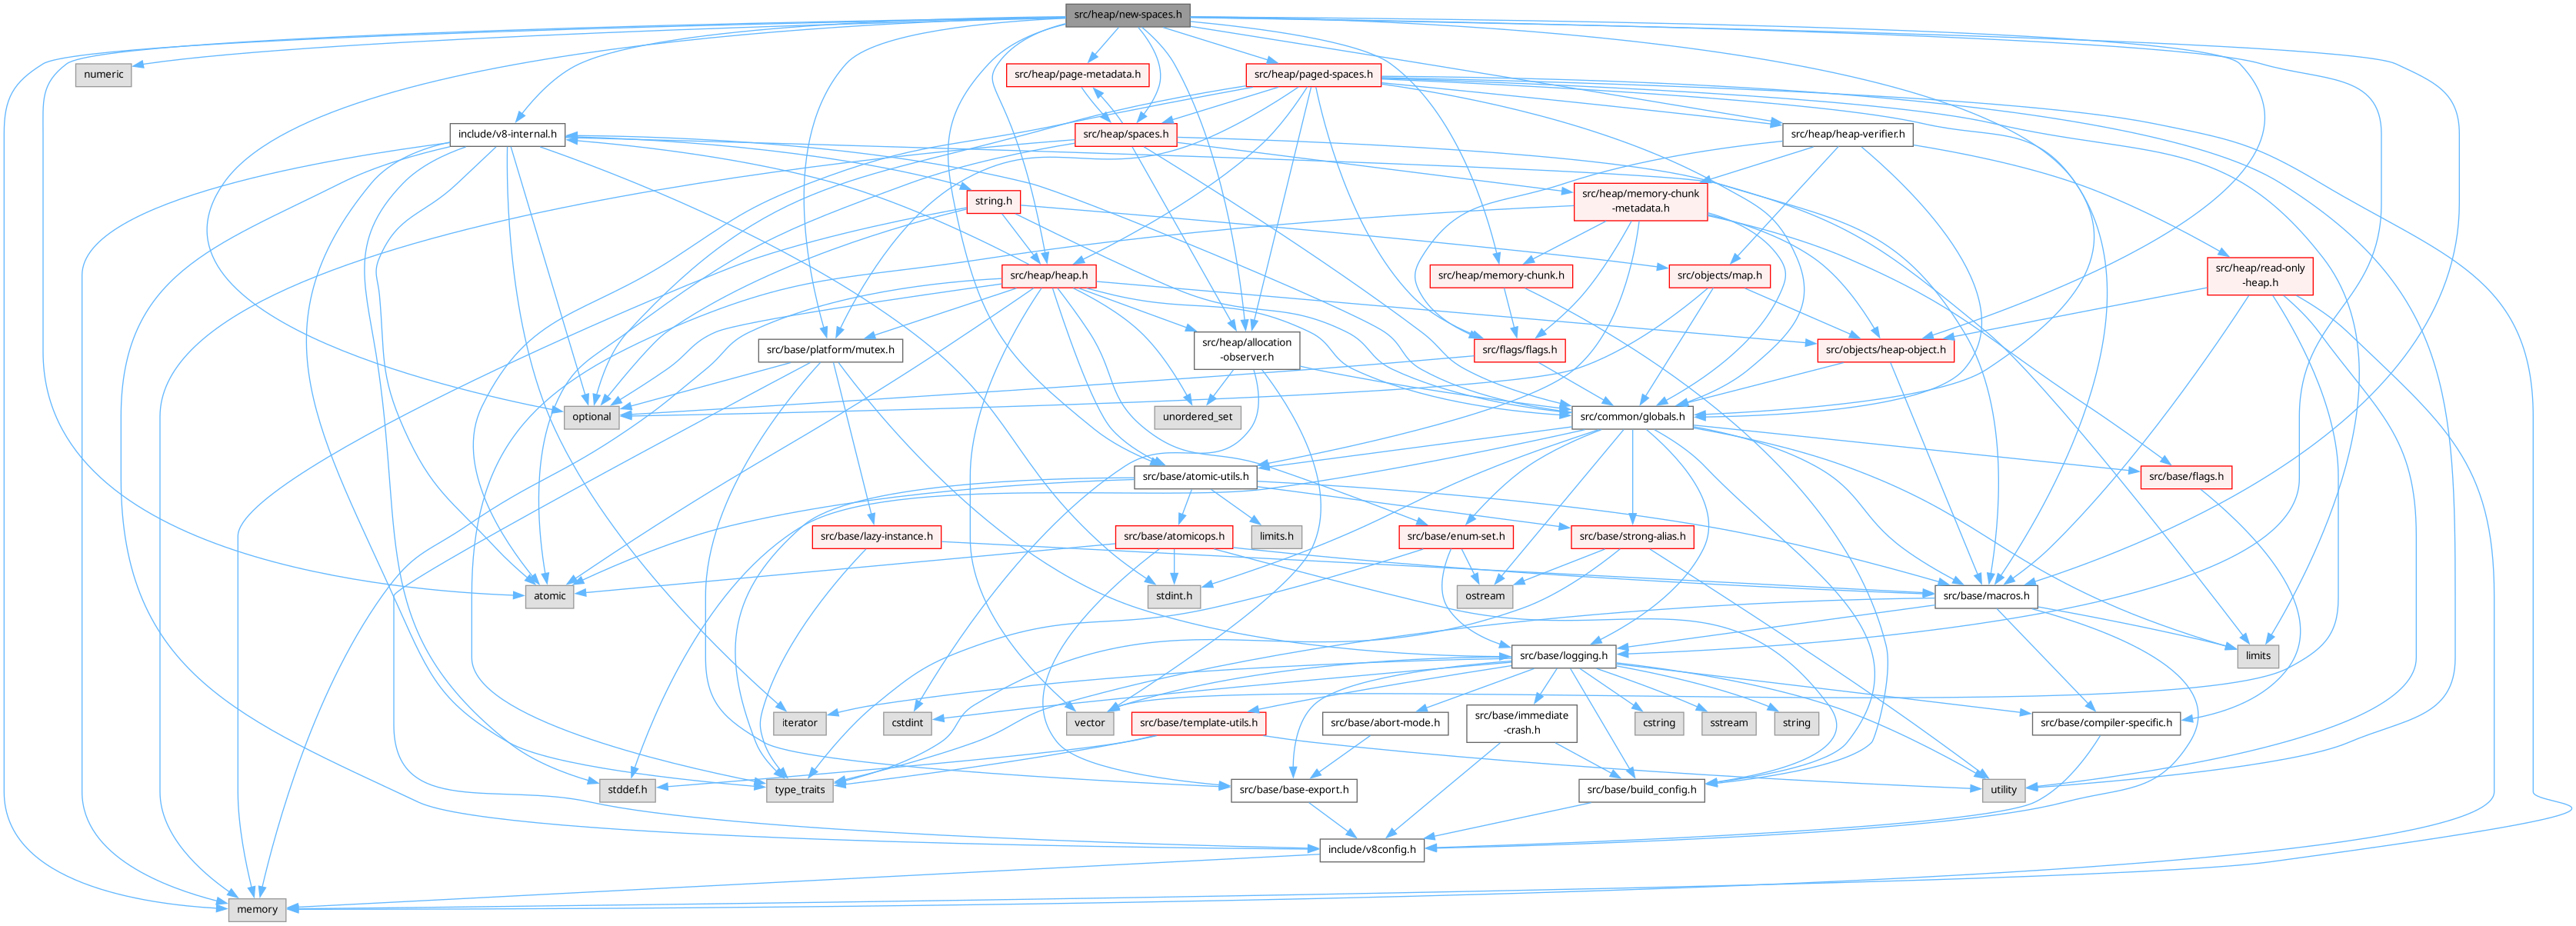 src/heap/new-spaces.h
numeric
src/heap/page-metadata.h
src/heap/paged-spaces.h
include/v8-internal.h
src/heap/spaces.h
src/heap/heap-verifier.h
string.h
src/heap/memory-chunk
-metadata.h
src/heap/heap.h
src/heap/memory-chunk.h
src/objects/map.h
src/heap/read-only
-heap.h
src/base/platform/mutex.h
src/heap/allocation
-observer.h
src/flags/flags.h
src/objects/heap-object.h
optional
unordered_set
src/common/globals.h
src/base/atomic-utils.h
src/base/flags.h
src/base/lazy-instance.h
src/base/atomicops.h
limits.h
src/base/enum-set.h
src/base/strong-alias.h
atomic
stdint.h
ostream
src/base/macros.h
src/base/logging.h
limits
iterator
cstdint
vector
src/base/template-utils.h
src/base/abort-mode.h
src/base/immediate
-crash.h
cstring
sstream
string
src/base/compiler-specific.h
stddef.h
type_traits
src/base/base-export.h
src/base/build_config.h
utility
include/v8config.h
memory